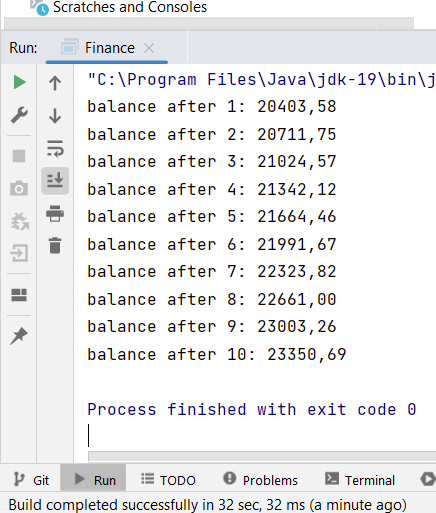 Scratches and Consoles
Run: Finance
"C:\Program Files\Java\jdk-19\bin\j
balance after 1: 20403,58
balance after 2: 20711,75
balance after 3: 21024,57
balance after 4: 21342,12
balance after 5: 21664,46
balance after 6: 21991,67
balance after 7: 22323,82
balance after 8: 22661,00
balance after 9: 23003,26
balance after 10: 23350,69
Process finished with exit code 0
Git Run TODO Problems Terminal
Build completed successfully in 32 sec, 32 ms (a minute ago)